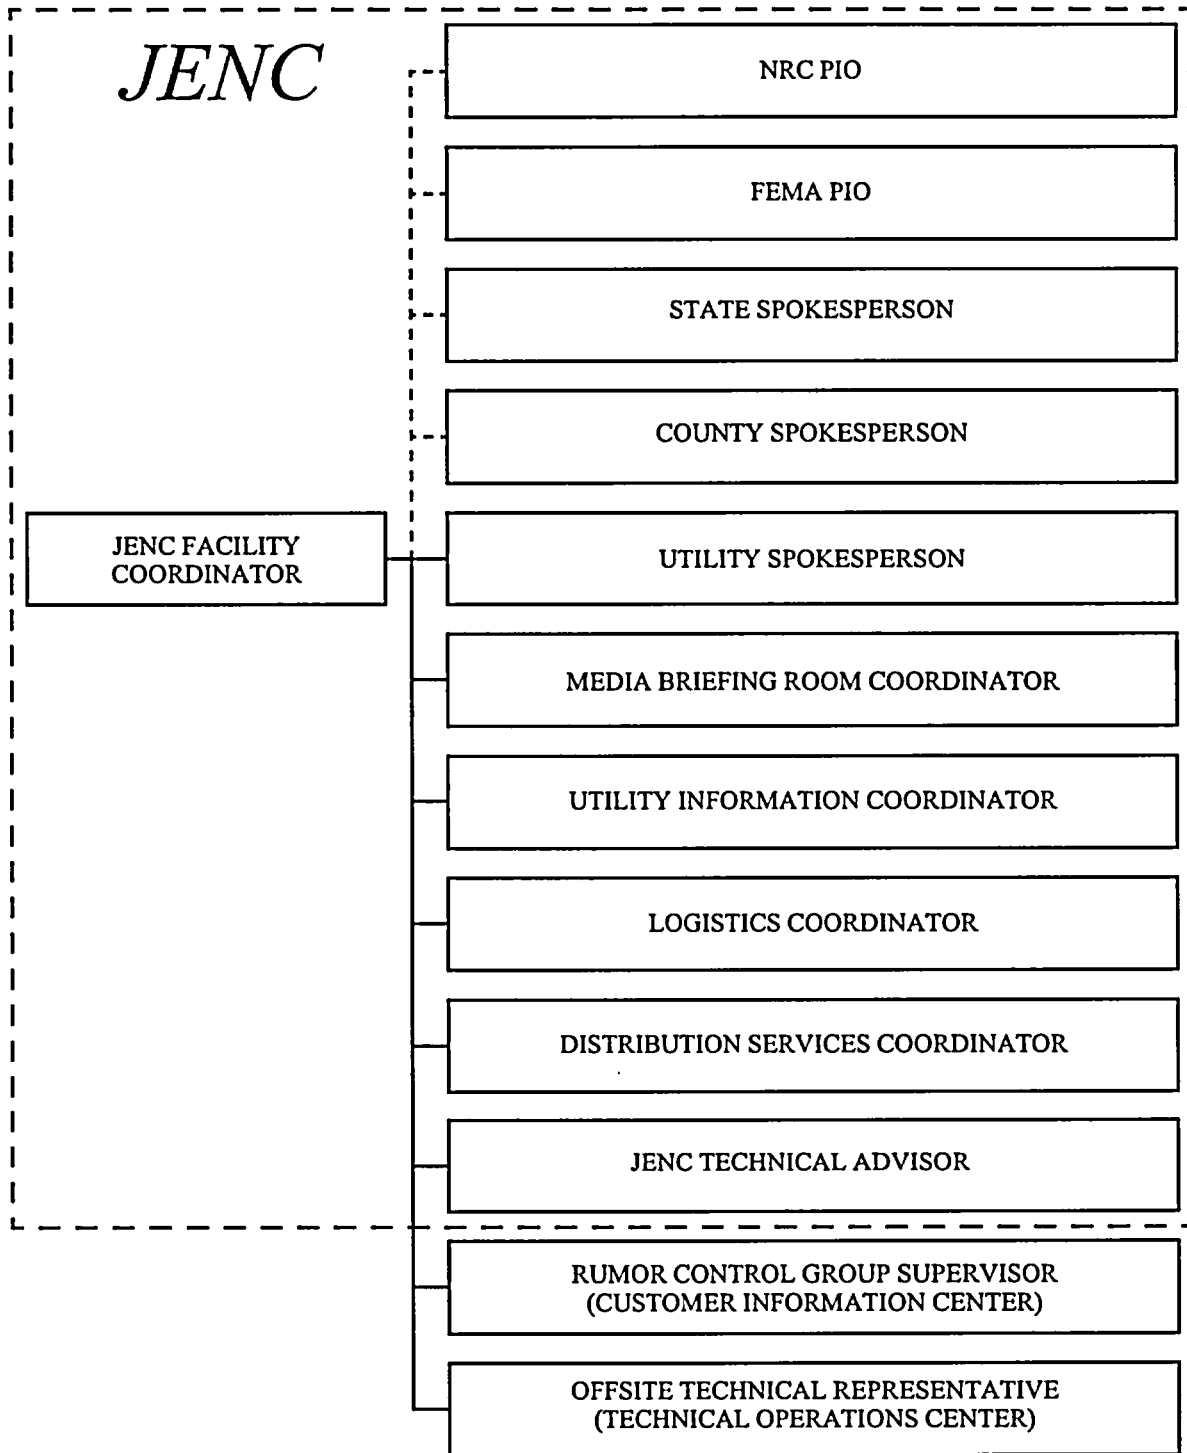 JENC
NRC PIO
FEMA PIO
STATE SPOKESPERSON
COUNTY SPOKESPERSON
JENC FACILITY
COORDINATOR
UTILITY SPOKESPERSON
MEDIA BRIEFING ROOM COORDINATOR
UTILITY INFORMATION COORDINATOR
LOGISTICS COORDINATOR
DISTRIBUTION SERVICES COORDINATOR
JENC TECHNICAL ADVISOR
RUMOR CONTROL GROUP SUPERVISOR
(CUSTOMER INFORMATION CENTER)
OFFSITE TECHNICAL REPRESENTATIVE
(TECHNICAL OPERATIONS CENTER)